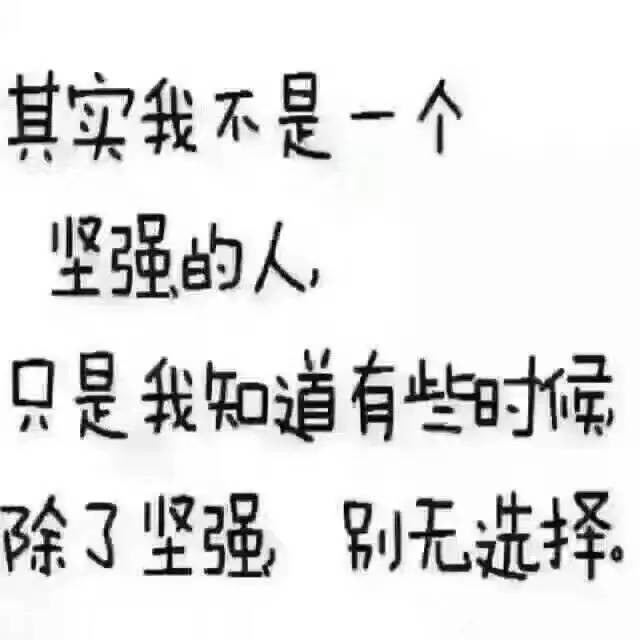 其实我不是一个
坚强的人,
只是我知道有些时候,
除了坚强, 别无选择。